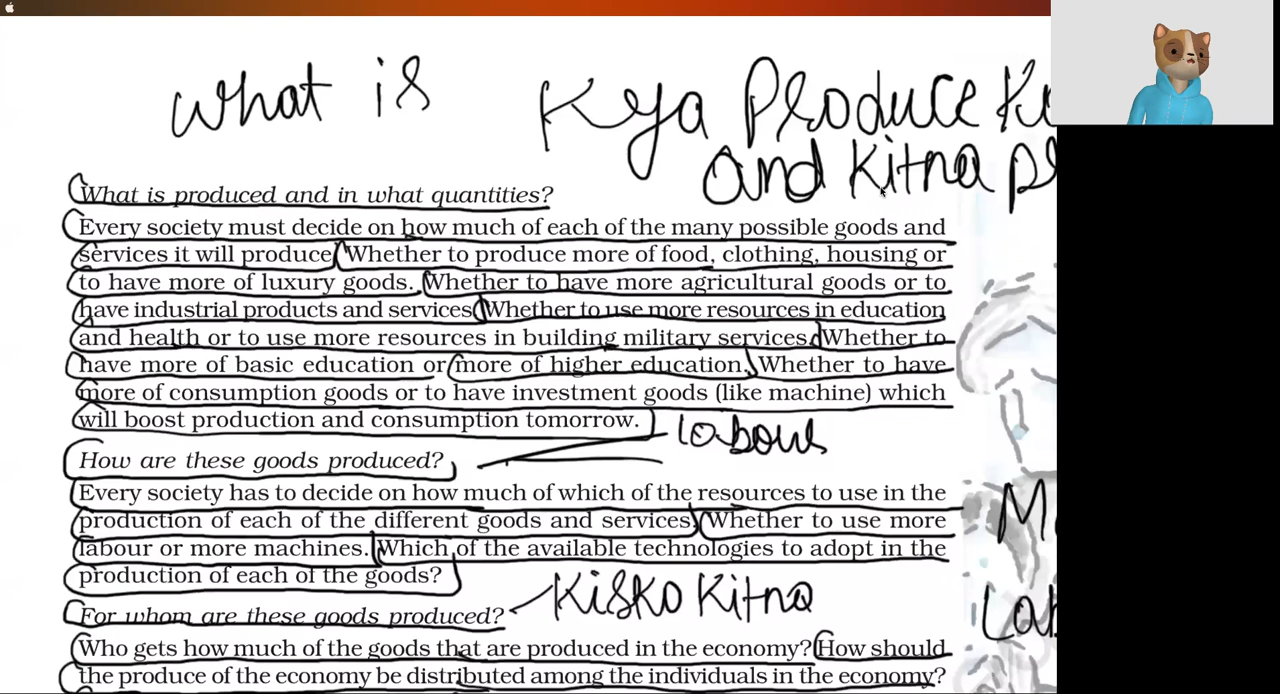 What is Kya Produce
and Kitna
What is produced and in what quantities?
Every society must decide on how much of each of the many possible goods and
services it will produce. Whether to produce more of food, clothing, housing or
to have more of luxury goods. Whether to have more agricultural goods or to
have industrial products and services. Whether to use more resources in education
and health or to use more resources in building military services. Whether to
have more of basic education or more of higher education. Whether to have
more of consumption goods or to have investment goods (like machine) which
will boost production and consumption tomorrow.
Labour
How are these goods produced?
Every society has to decide on how much of which of the resources to use in the
production of each of the different goods and services. Whether to use more
labour or more machines. Which of the available technologies to adopt in the
production of each of the goods?
Kisko Kitna
For whom are these goods produced?
Who gets how much of the goods that are produced in the economy? How should
the produce of the economy be distributed among the individuals in the economy?